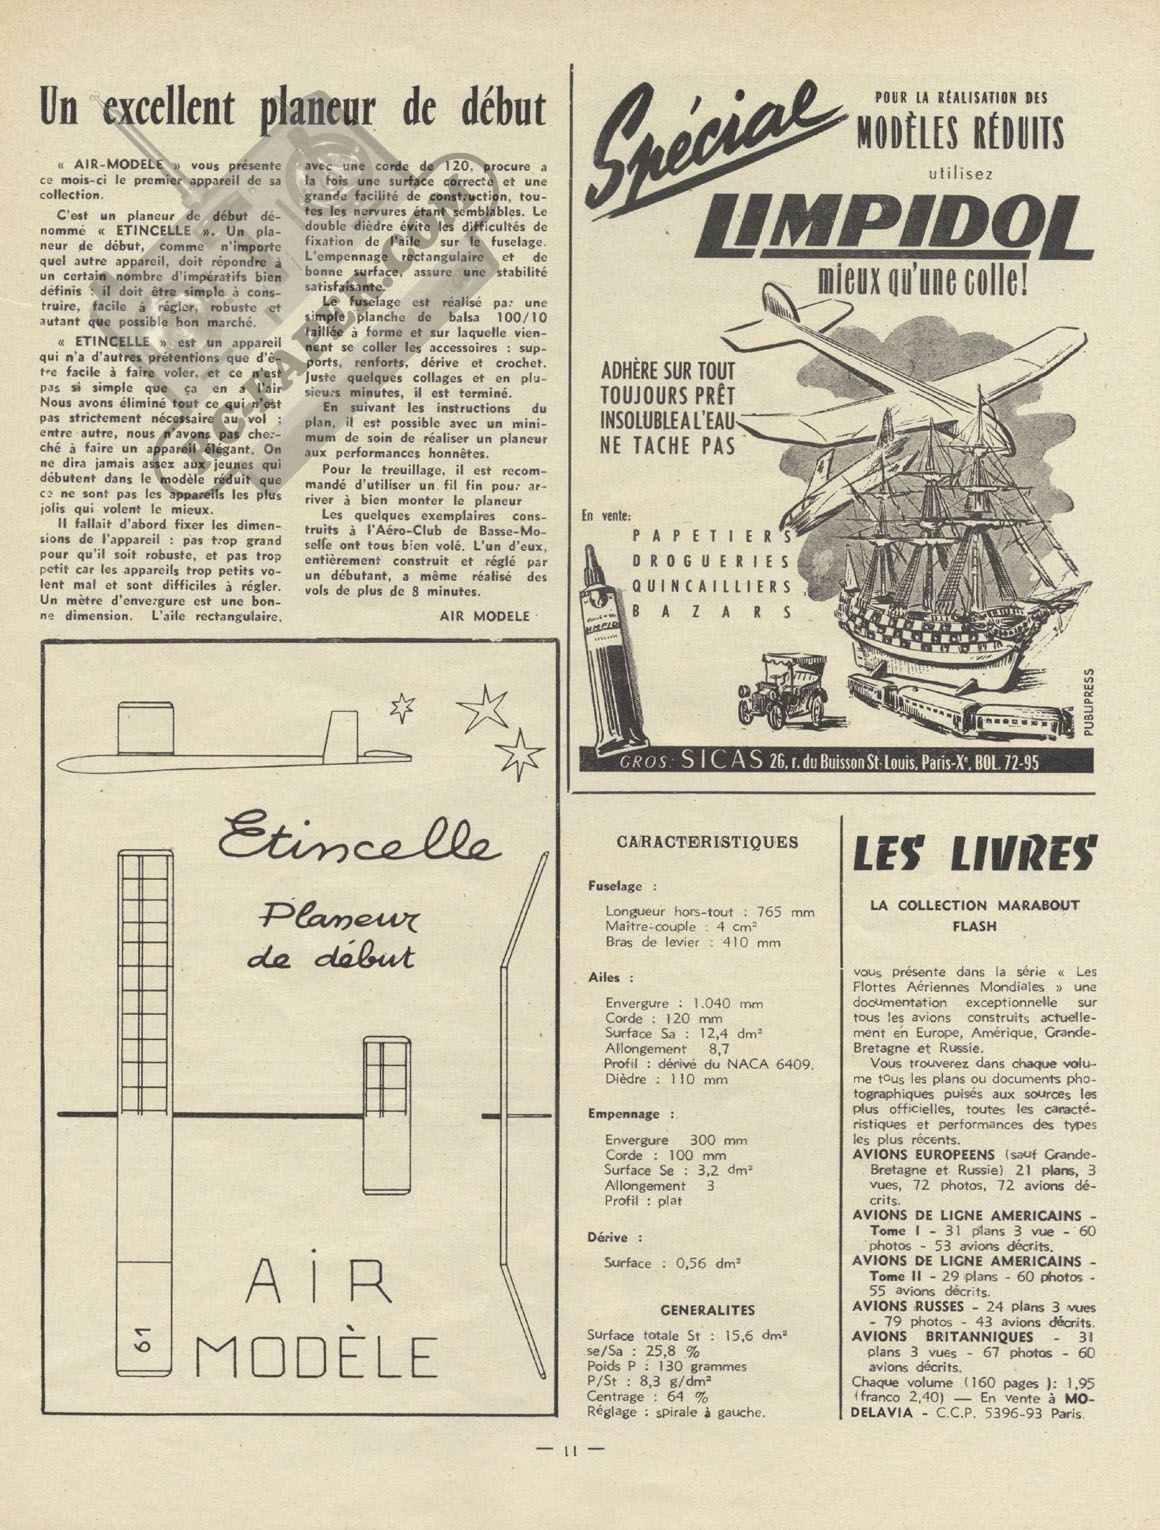 Un excellent planeur de début
« AIR-MODELE » vous présente
ce mois-ci le premier appareil de sa
collection.
C'est un planeur de début dé-
nommé « ETINCELLE ». Un pla-
neur de début, comme n'importe
quel autre appareil, doit répondre à
un certain nombre d'impératifs bien
définis : il doit être simple à cons-
truire, facile à régler, robuste et
autant que possible bon marché.
« ETINCELLE » est un appareil
qui n'a d'autres prétentions que d'ê-
tre facile à faire voler, et ce n'est
pas si simple que ça en a l'air
Nous avons éliminé tout ce qui n'est
pas strictement nécessaire au vol ;
entre autre, nous n'avons pas cher-
ché à faire un appareil élégant. On
ne dira jamais assez aux jeunes qui
débutent dans le modèle réduit que
ce ne sont pas les appareils les plus
jolis qui volent le mieux.
Il fallait d'abord fixer les dimen-
sions de l'appareil : pas trop grand
pour qu'il soit robuste, et pas trop
petit car les appareils trop petits vo-
lent mal et sont difficiles à régler.
Un mètre d'envergure est une bon-
ne dimension. L'aile rectangulaire,
avec une corde de 120, procure a
la fois une surface correcte et une
grande facilité de construction, tou-
tes les nervures étant semblables. Le
double dièdre évite les difficultés de
fixation de l'aile sur le fuselage.
L'empennage rectangulaire et de
bonne surface, assure une stabilité
satisfaisante.
Le fuselage est réalisé par une
simple planche de balsa 100/10
taillée à forme et sur laquelle vien-
nent se coller les accessoires : sup-
ports, renforts, dérive et crochet.
Juste quelques collages et en plu-
sieurs minutes, il est terminé.
En suivant les instructions du
plan, il est possible avec un mini-
mum de soin de réaliser un planeur
aux performances honnêtes.
Pour le treuillage, il est recom-
mandé d'utiliser un fil fin pour ar-
river à bien monter le planeur
Les quelques exemplaires cons-
truits à l'Aéro-Club de Basse-Mo-
selle ont tous bien volé. L'un d'eux,
entièrement construit et réglé par
un débutant, a même réalisé des
vols de plus de 8 minutes.
AIR MODELE
RC-PAPER.COM
Etincelle
Planeur
de début
61
AiR
MODÈLE
Spécial
POUR LA RÉALISATION DES
MODÈLES RÉDUITS
utilisez
LIMPIDOL
mieux qu'une colle!
ADHÈRE SUR TOUT
TOUJOURS PRÊT
INSOLUBLE A L'EAU
NE TACHE PAS
En vente:
PAPETIERS
DROGUERIES
QUINCAILLIERS
BAZARS
LIMPIDOL
PUBLIPRESS
GROS: SICAS 26, r. du Buisson St-Louis, Paris-Xe, BOL. 72-95
CARACTERISTIQUES
Fuselage :
Longueur hors-tout : 765 mm
Maître-couple : 4 cm²
Bras de levier : 410 mm
Ailes :
Envergure : 1.040 mm
Corde : 120 mm
Surface Sa : 12,4 dm²
Allongement 8,7
Profil : dérivé du NACA 6409.
Dièdre : 110 mm
Empennage :
Envergure 300 mm
Corde : 100 mm
Surface Se : 3,2 dm²
Allongement 3
Profil : plat
Dérive :
Surface : 0,56 dm²
GENERALITES
Surface totale St : 15,6 dm²
se/Sa : 25,8 %
Poids P : 130 grammes
P/St : 8,3 g/dm²
Centrage : 64 %
Réglage : spirale à gauche.
LES LIVRES
LA COLLECTION MARABOUT
FLASH
vous présente dans la série « Les
Flottes Aériennes Mondiales » une
documentation exceptionnelle sur
tous les avions construits actuelle-
ment en Europe, Amérique, Grande-
Bretagne et Russie.
Vous trouverez dans chaque volu-
me tous les plans ou documents pho-
tographiques puisés aux sources les
plus officielles, toutes les caracté-
ristiques et performances des types
les plus récents.
AVIONS EUROPEENS (sauf Grande-
Bretagne et Russie) 21 plans, 3
vues, 72 photos, 72 avions dé-
crits.
AVIONS DE LIGNE AMERICAINS -
Tome I - 31 plans 3 vue - 60
photos - 53 avions décrits.
AVIONS DE LIGNE AMERICAINS -
Tome II - 29 plans - 60 photos -
55 avions décrits.
AVIONS RUSSES - 24 plans 3 vues
- 79 photos - 43 avions décrits.
AVIONS BRITANNIQUES - 31
plans 3 vues - 67 photos - 60
avions décrits.
Chaque volume (160 pages ): 1,95
(franco 2,40) — En vente à MO-
DELAVIA - C.C.P. 5396-93 Paris.
— 11 —